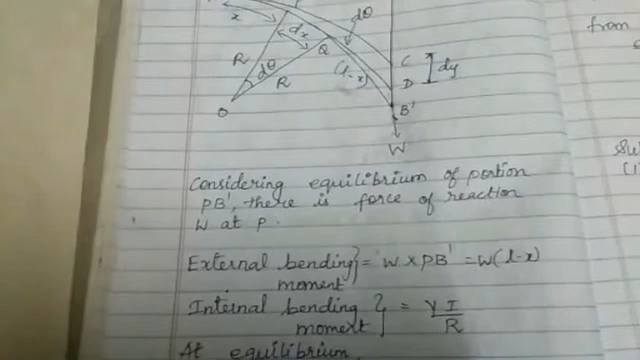 x
dθ
dx
R
Q
C
dθ
(l-x)
D
dy
R
O
B'
W
from
Considering equilibrium of portion
PB', there is force of reaction
W at P.
External bending } = W x PB' = W(l-x)
moment
Internal bending } = YI/R
moment
At equilibrium,